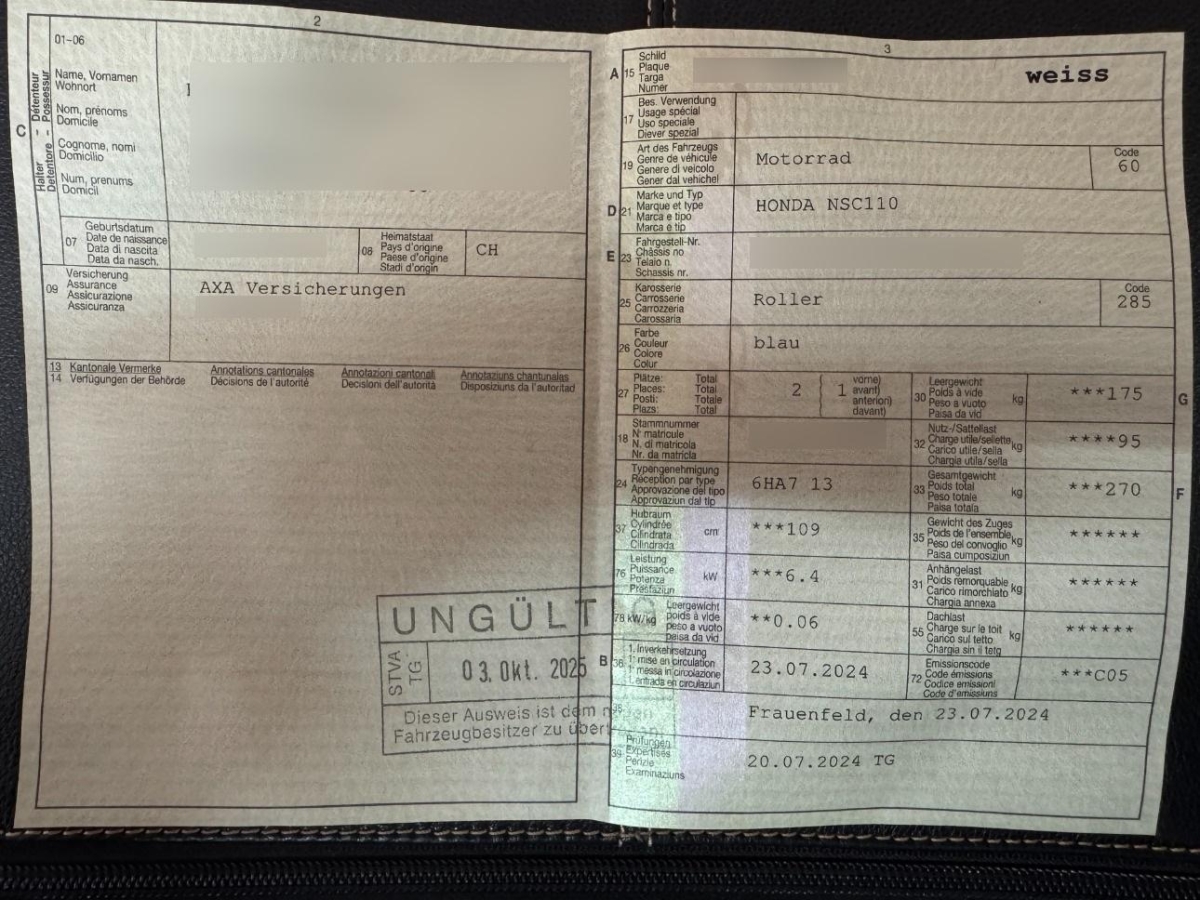 2
01-06
C
Halter - Détenteur
Detentore - Possessur
Name, Vornamen
Wohnort
Nom, prénoms
Domicile
Cognome, nomi
Domicilio
Num, prenums
Domicil
07
Geburtsdatum
Date de naissance
Data di nascita
Data da nasch.
08
Heimatstaat
Pays d'origine
Paese d'origine
Stadi d'origin
CH
09
Versicherung
Assurance
Assicurazione
Assicuranza
AXA Versicherungen
13 Kantonale Vermerke Annotations cantonales Annotazioni cantonali Annotaziuns chantunalas
14 Verfügungen der Behörde Décisions de l'autorité Decisioni dell'autorità Disposiziuns da l'autoritad
UNGÜLTIG
STVA
TG
03. Okt. 2025
Dieser Ausweis ist dem neuen
Fahrzeugbesitzer zu
3
A
15
Schild
Plaque
Targa
Numer
weiss
17
Bes. Verwendung
Usage spécial
Uso speciale
Diever spezial
19
Art des Fahrzeugs
Genre de véhicule
Genere di veicolo
Gener dal vehichel
Motorrad
Code
60
D
21
Marke und Typ
Marque et type
Marca e tipo
Marca e tip
HONDA NSC110
E
23
Fahrgestell-Nr.
Châssis no
Telaio n.
Schassis nr.
25
Karosserie
Carrosserie
Carrozzeria
Carossaria
Roller
Code
285
26
Farbe
Couleur
Colore
Colur
blau
27
Plätze: Total
Places: Total
Posti: Totale
Plazs: Total
2
1
vorne)
avant)
anteriori)
davant)
30
Leergewicht
Poids à vide
Peso a vuoto
Paisa da vid
kg
***175
G
18
Stammnummer
N° matricule
N. di matricola
Nr. da matricla
32
Nutz-/Sattellast
Charge utile/sellette
Carico utile/sella
Chargia utila/sella
kg
****95
24
Typengenehmigung
Réception par type
Approvazione del tipo
Approvaziun dal tip
6HA7 13
33
Gesamtgewicht
Poids total
Peso totale
Paisa totala
kg
***270
F
37
Hubraum
Cylindrée
Cilindrata
Cilindrada
cm
***109
35
Gewicht des Zuges
Poids de l'ensemble
Peso del convoglio
Paisa cumposiziun
kg
******
76
Leistung
Puissance
Potenza
Prestaziun
kW
***6.4
31
Anhängelast
Poids remorquable
Carico rimorchiato
Chargia annexa
kg
******
78 kW/kg
Leergewicht
poids à vide
peso a vuoto
paisa da vid
**0.06
55
Dachlast
Charge sur le toit
Carico sul tetto
Chargia sin il tetg
kg
******
B
36
1. Inverkehrsetzung
1re mise en circulation
1a messa in circolazione
1. entrada en circulaziun
23.07.2024
72
Emissionscode
Code émissions
Codice emissioni
Code d'emissiuns
***C05
38
Frauenfeld, den 23.07.2024
39
Prüfungen
Expertises
Perizie
Examinaziuns
20.07.2024 TG